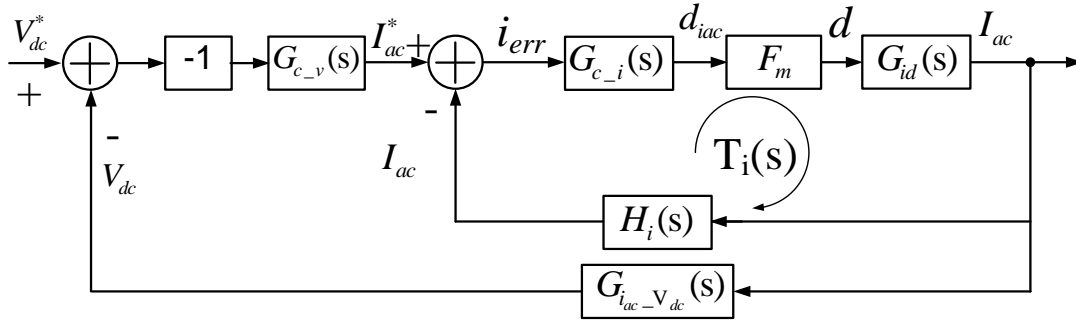 V*dc
+
-
Vdc
-1
Gc_v(s)
I*ac
+
-
Iac
ierr
Gc_i(s)
diac
Fm
d
Gid(s)
Iac
Ti(s)
Hi(s)
Giac_Vdc(s)